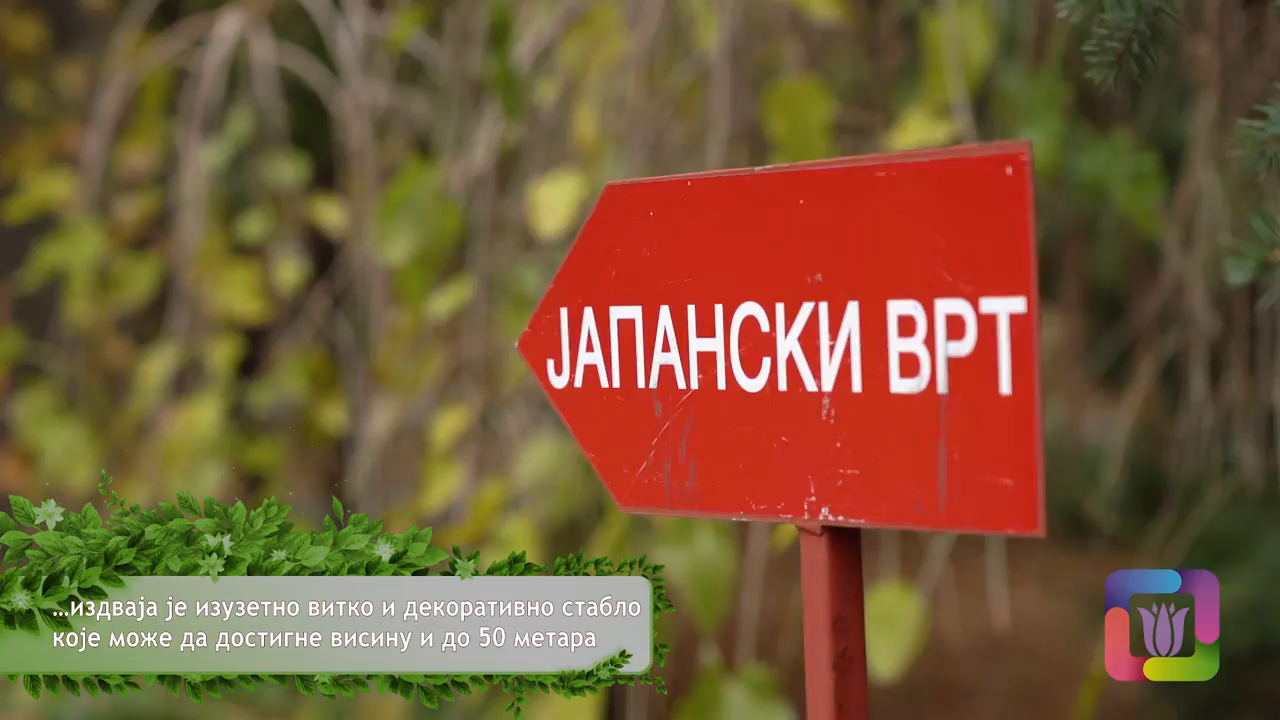 ЈАПАНСКИ ВРТ
...издваја је изузетно витко и декоративно стабло
које може да достигне висину и до 50 метара